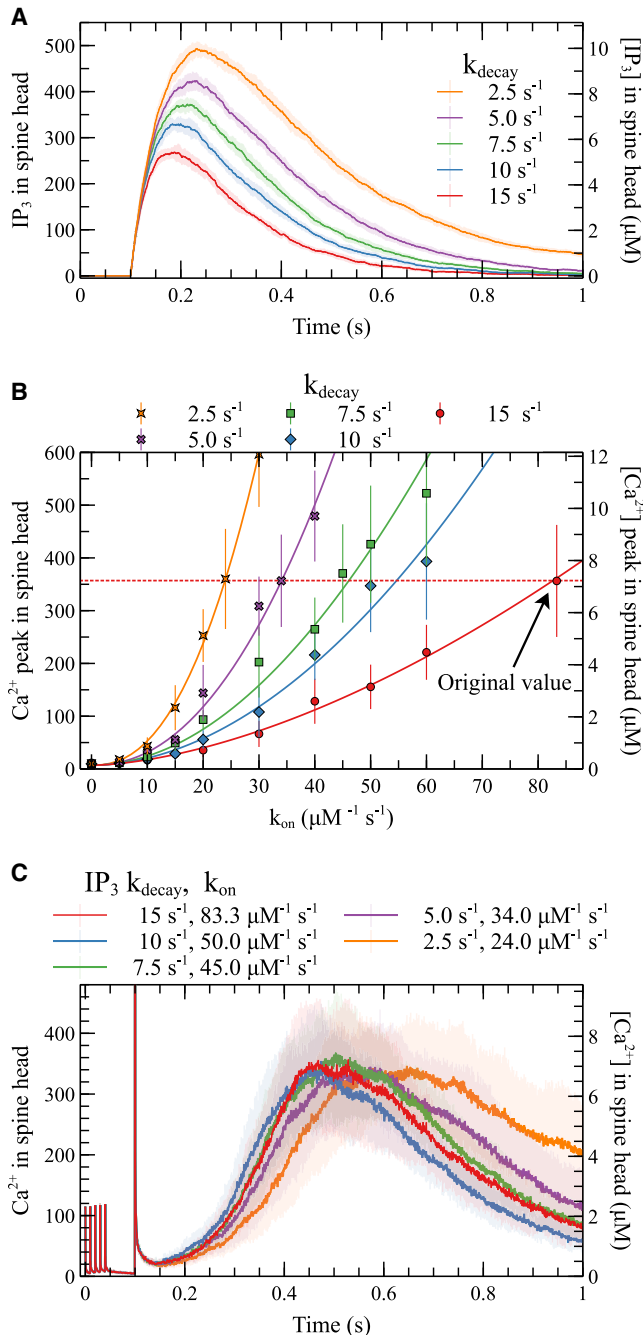 A
IP3 in spine head
500
400
300
200
100
0
kdecay
2.5 s-1
5.0 s-1
7.5 s-1
10 s-1
15 s-1
10
8
6
4
2
0
[IP3] in spine head (μM)
0 0.2 0.4 0.6 0.8 1
Time (s)
B
kdecay
2.5 s-1 7.5 s-1 15 s-1
5.0 s-1 10 s-1
Ca2+ peak in spine head
600
500
400
300
200
100
0
12
10
8
6
4
2
0
[Ca2+] peak in spine head (μM)
Original value
0 10 20 30 40 50 60 70 80
kon (μM-1 s-1)
C
IP3 kdecay, kon
15 s-1, 83.3 μM-1 s-1 5.0 s-1, 34.0 μM-1 s-1
10 s-1, 50.0 μM-1 s-1 2.5 s-1, 24.0 μM-1 s-1
7.5 s-1, 45.0 μM-1 s-1
Ca2+ in spine head
400
300
200
100
0
8
6
4
2
0
[Ca2+] in spine head (μM)
0 0.2 0.4 0.6 0.8 1
Time (s)